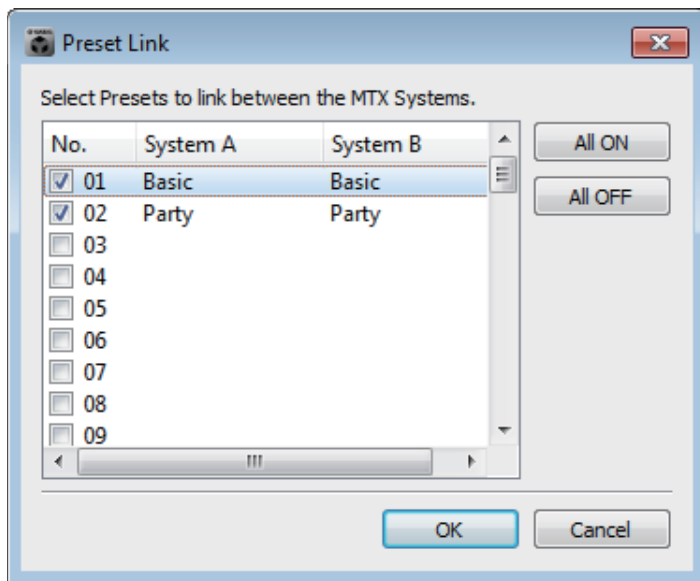 Preset Link
Select Presets to link between the MTX Systems.
No. System A System B
01 Basic Basic
02 Party Party
03
04
05
06
07
08
09
All ON
All OFF
OK Cancel